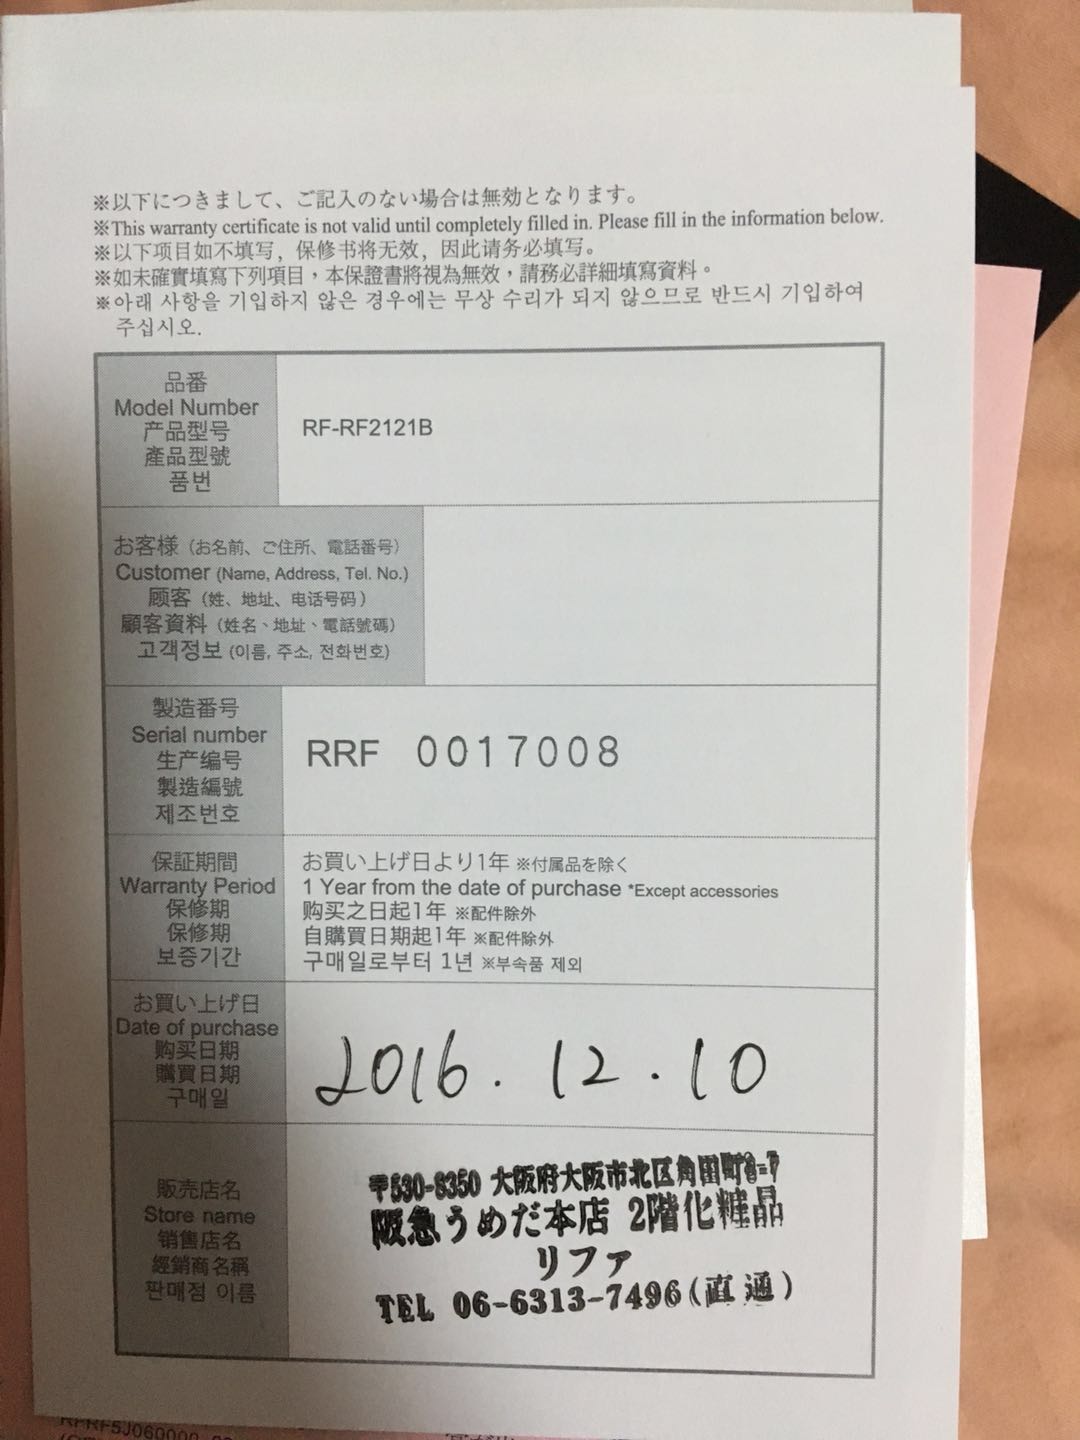 ※以下につきまして、ご記入のない場合は無効となります。
※This warranty certificate is not valid until completely filled in. Please fill in the information below.
※以下项目如不填写，保修书将无效，因此请务必填写。
※如未確實填寫下列項目，本保證書將視為無效，請務必詳細填寫資料。
※아래 사항을 기입하지 않은 경우에는 무상 수리가 되지 않으므로 반드시 기입하여
주십시오.
品番
Model Number
产品型号
產品型號
품번
RF-RF2121B
お客様（お名前、ご住所、電話番号）
Customer (Name, Address, Tel. No.)
顾客（姓、地址、电话号码）
顧客資料（姓名、地址、電話號碼）
고객정보 (이름, 주소, 전화번호)
製造番号
Serial number
生产编号
製造編號
제조번호
RRF 0017008
保証期間
Warranty Period
保修期
保修期
보증기간
お買い上げ日より1年 ※付属品を除く
1 Year from the date of purchase *Except accessories
购买之日起1年 ※配件除外
自購買日期起1年 ※配件除外
구매일로부터 1년 ※부속품 제외
お買い上げ日
Date of purchase
购买日期
購買日期
구매일
2016.12.10
販売店名
Store name
销售店名
經銷商名稱
판매점 이름
〒530-8350 大阪府大阪市北区角田町8-7
阪急うめだ本店 2階化粧品
リファ
TEL 06-6313-7496(直通)
RFRF5J060000